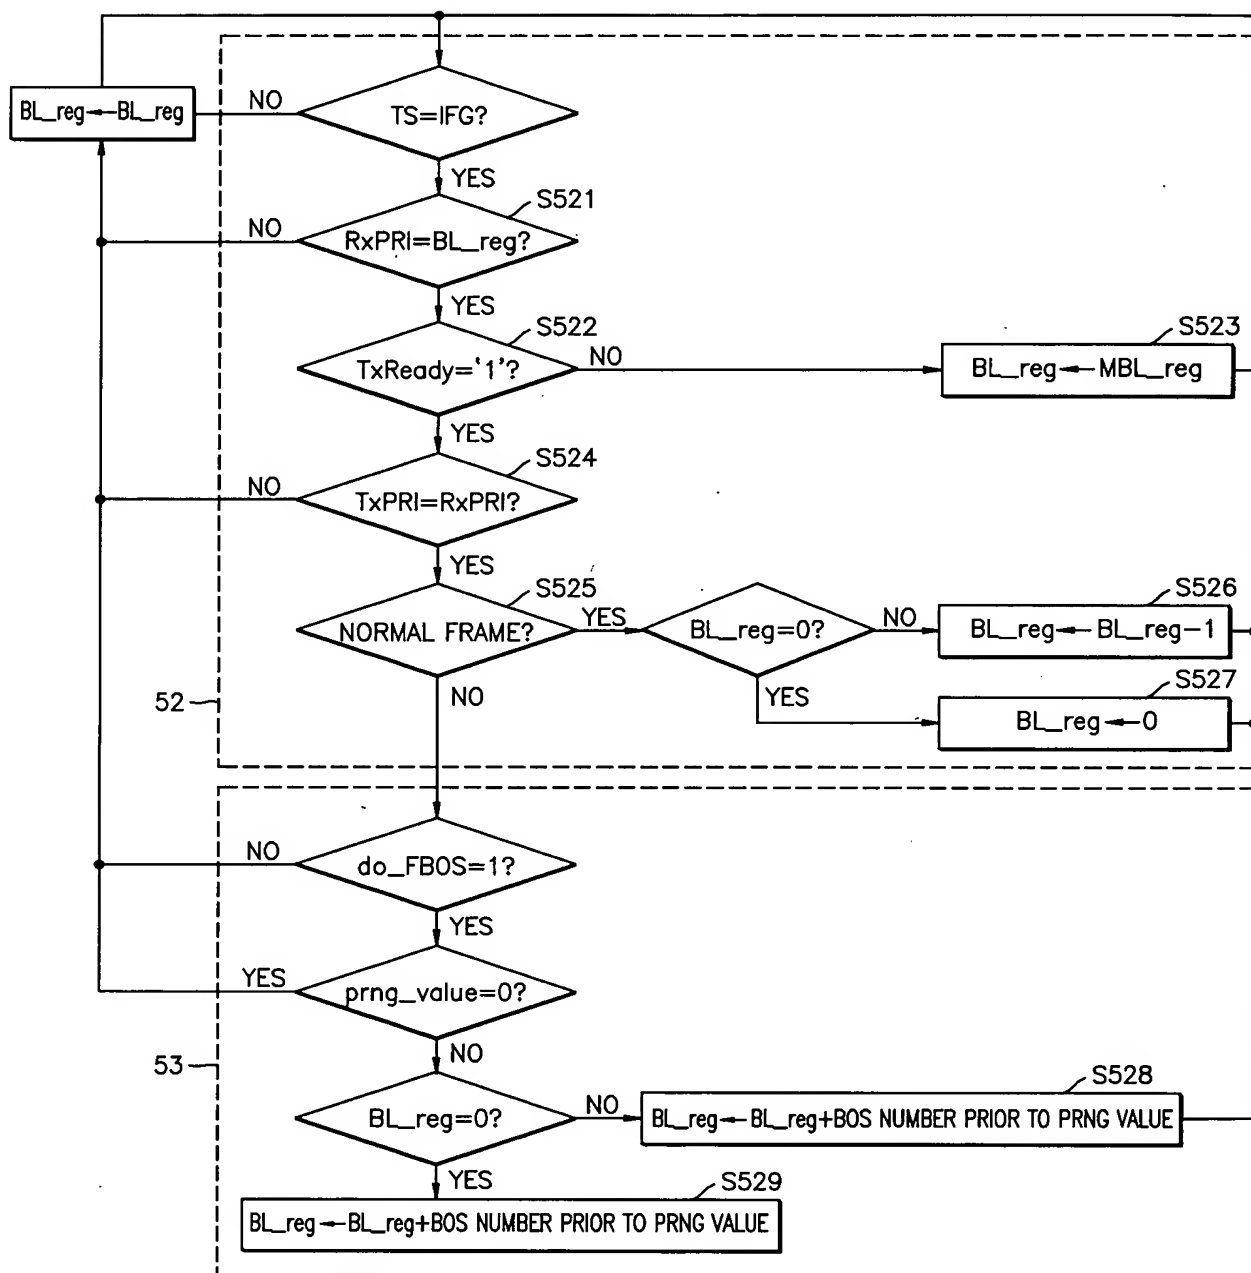 BL_reg←BL_reg
NO
TS=IFG?
YES
S521
NO
RxPRI=BL_reg?
YES
S522
TxReady='1'?
NO
S523
BL_reg←MBL_reg
YES
S524
NO
TxPRI=RxPRI?
YES
S525
NORMAL FRAME?
YES
BL_reg=0?
NO
S526
BL_reg←BL_reg-1
NO
YES
S527
BL_reg←0
52
NO
do_FBOS=1?
YES
YES
prng_value=0?
NO
53
BL_reg=0?
NO
S528
BL_reg←BL_reg+BOS NUMBER PRIOR TO PRNG VALUE
YES
S529
BL_reg←BL_reg+BOS NUMBER PRIOR TO PRNG VALUE